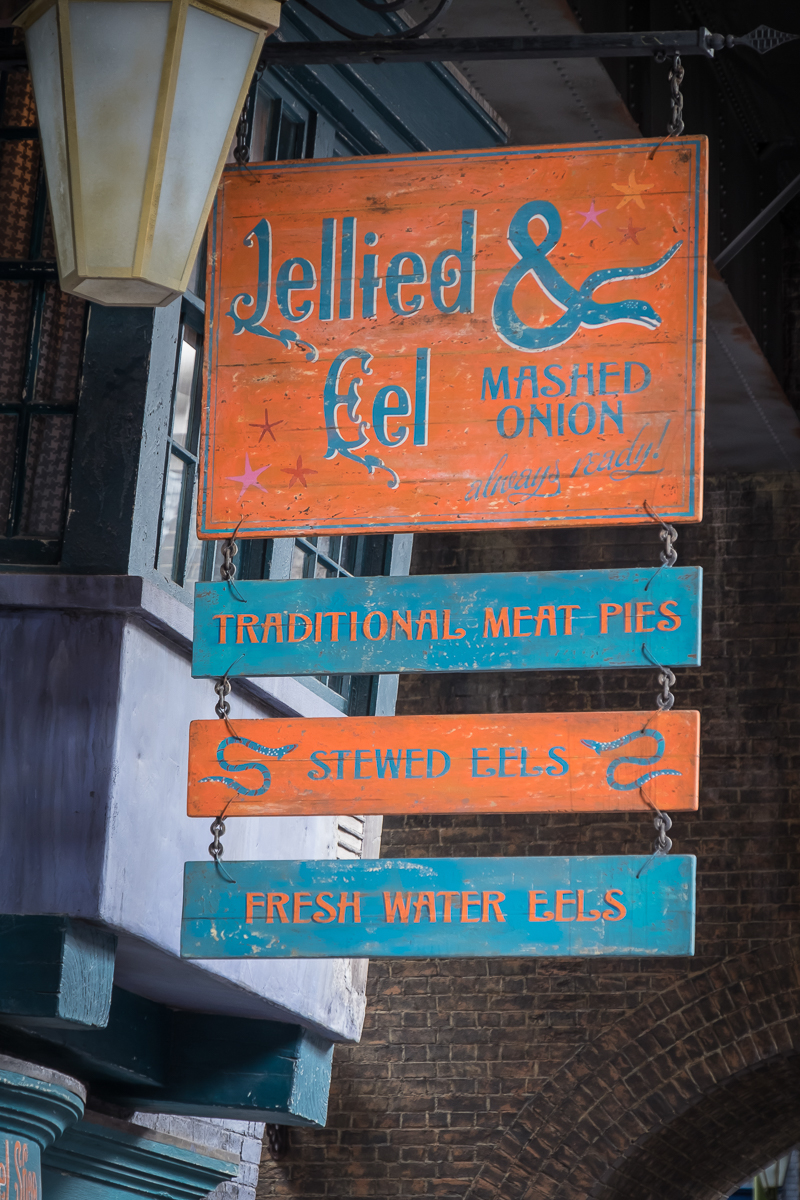 Jellied &
Eel
MASHED
ONION
always ready!
TRADITIONAL MEAT PIES
STEWED EELS
FRESH WATER EELS